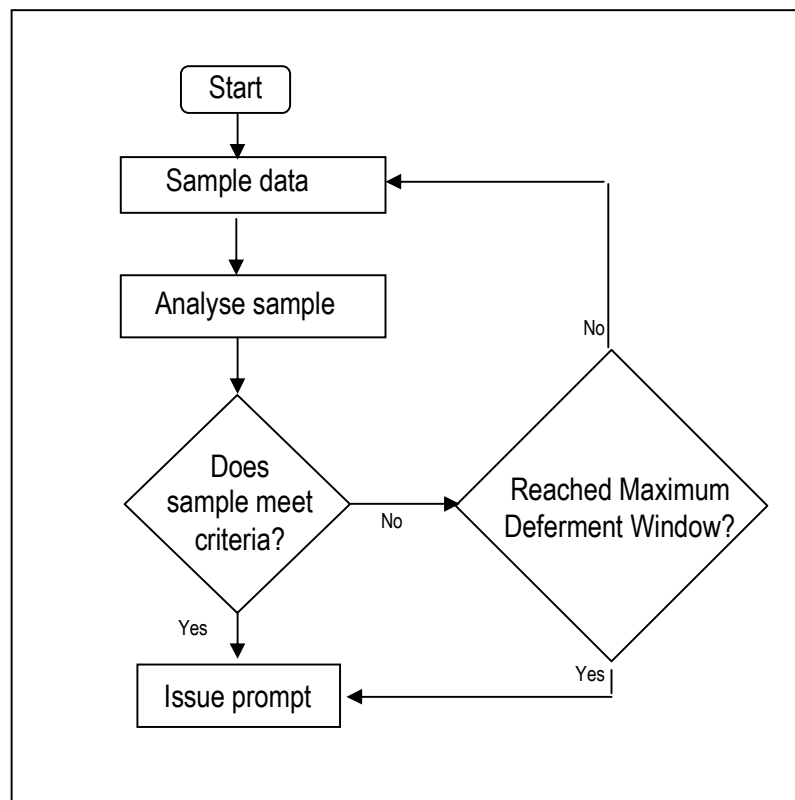 Start
Sample data
Analyse sample
No
Does
sample meet
criteria?
Reached Maximum
Deferment Window?
No
Yes
Yes
Issue prompt